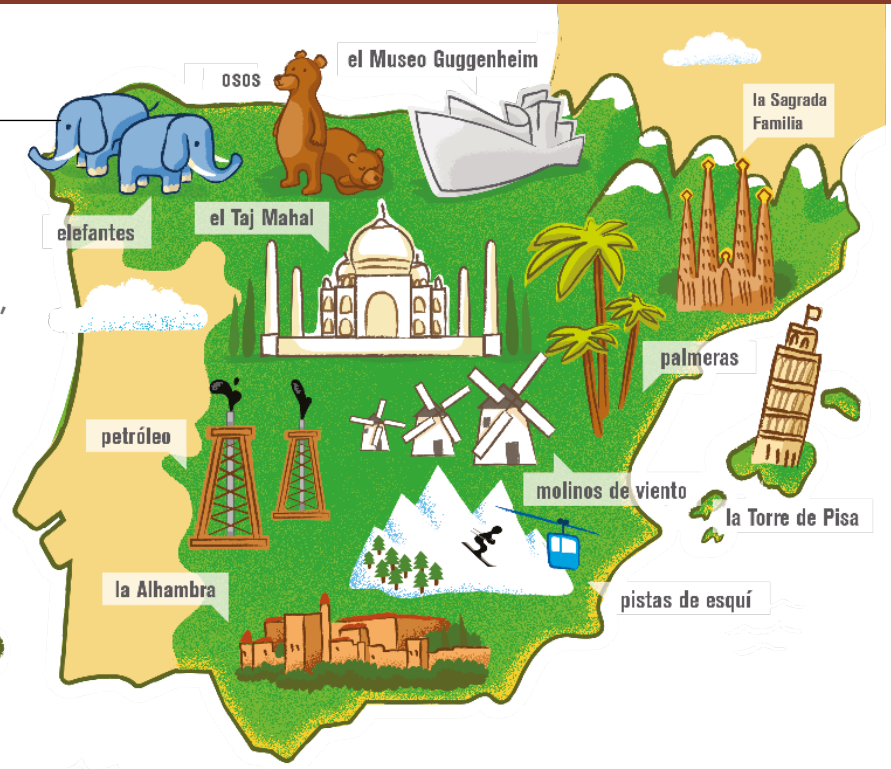 osos
el Museo Guggenheim
la Sagrada
Familia
elefantes
el Taj Mahal
palmeras
petróleo
molinos de viento
la Torre de Pisa
la Alhambra
pistas de esquí